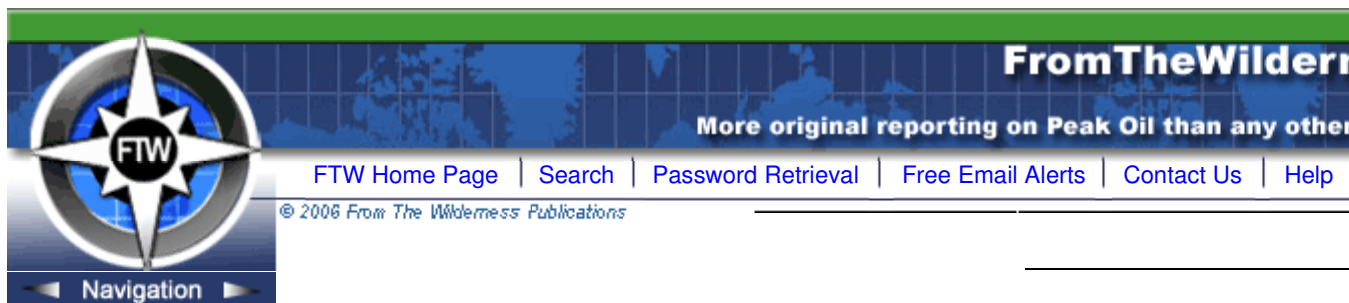 FromTheWildern
More original reporting on Peak Oil than any other
FTW
FTW Home Page | Search | Password Retrieval | Free Email Alerts | Contact Us | Help
© 2006 From The Wilderness Publications
Navigation